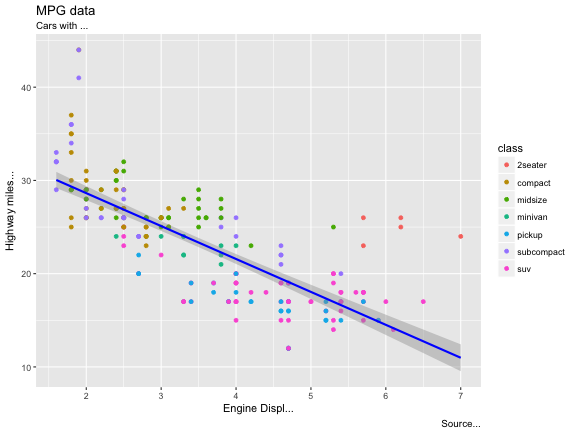 MPG data
Cars with ...
Highway miles...
40
30
20
10
2
3
4
5
6
7
Engine Displ...
class
2seater
compact
midsize
minivan
pickup
subcompact
suv
Source...